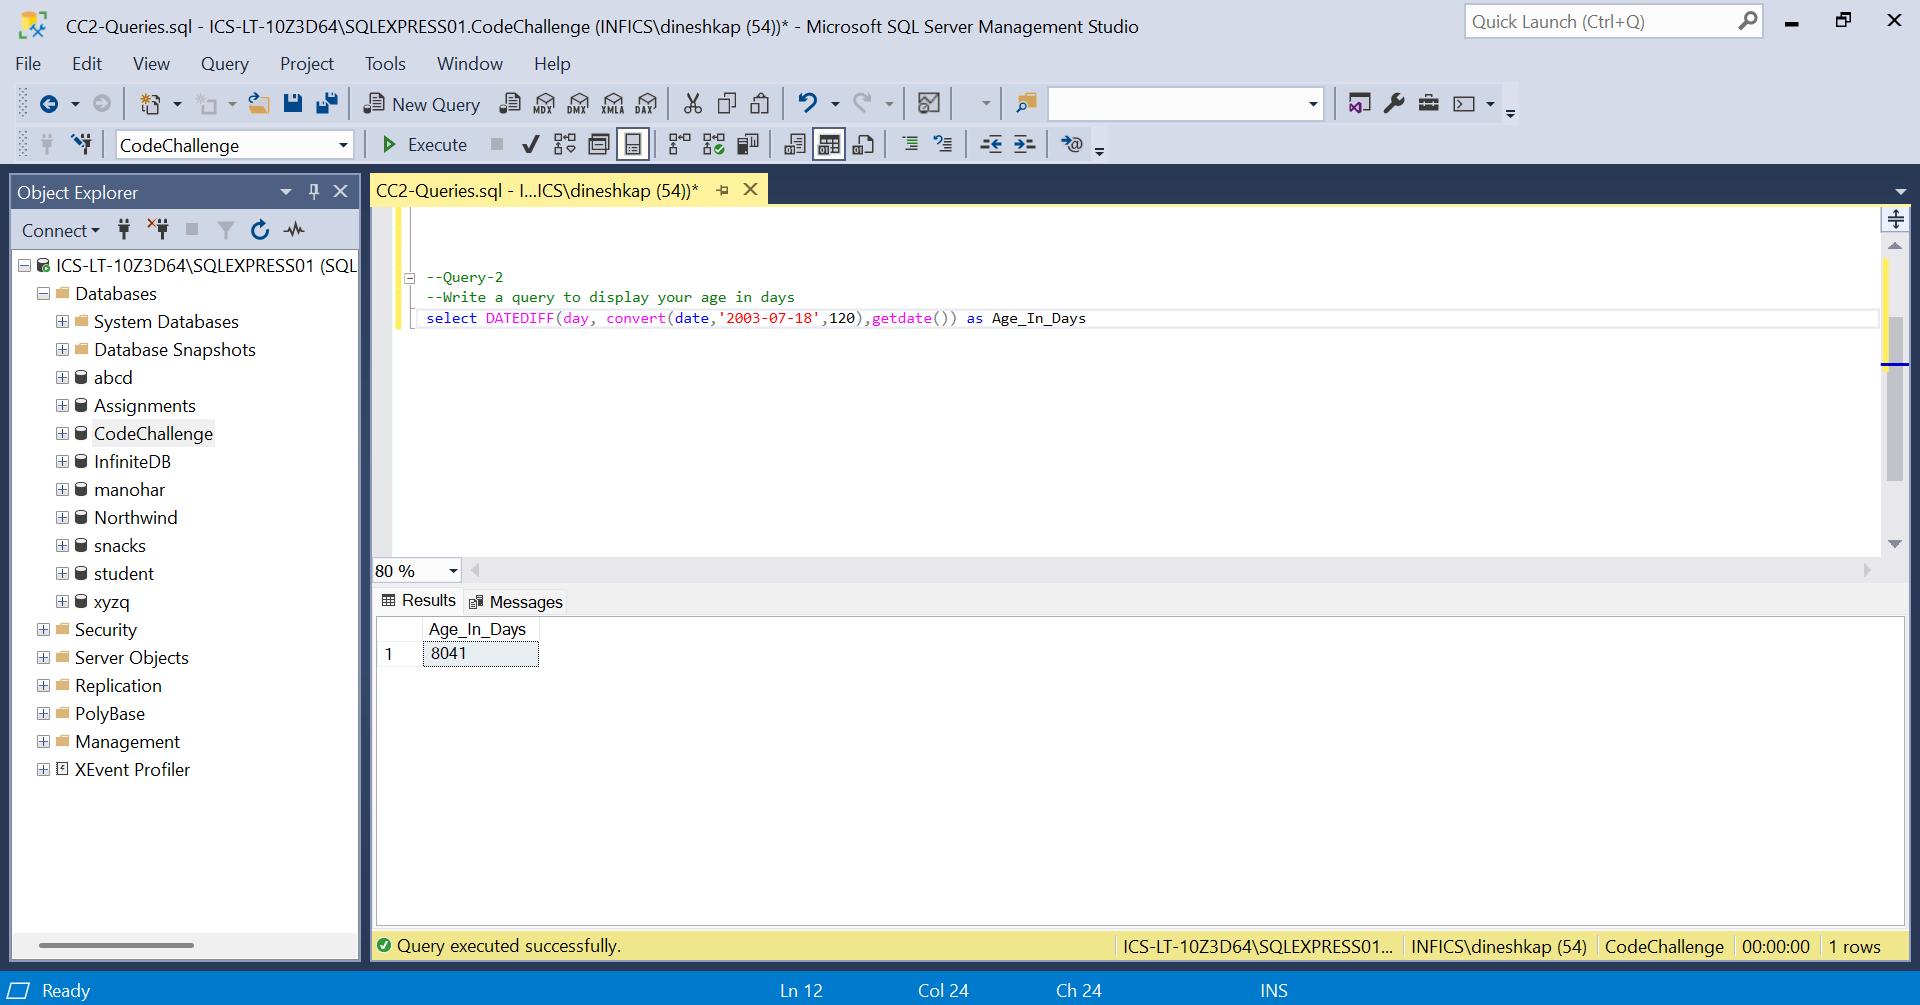 CC2-Queries.sql - ICS-LT-10Z3D64\SQLEXPRESS01.CodeChallenge (INFICS\dineshkap (54))* - Microsoft SQL Server Management Studio
Quick Launch (Ctrl+Q)
File Edit View Query Project Tools Window Help
New Query MDX DMX XMLA DAX
CodeChallenge Execute
Object Explorer
Connect
ICS-LT-10Z3D64\SQLEXPRESS01 (SQL
Databases
System Databases
Database Snapshots
abcd
Assignments
CodeChallenge
InfiniteDB
manohar
Northwind
snacks
student
xyzq
Security
Server Objects
Replication
PolyBase
Management
XEvent Profiler
CC2-Queries.sql - I...ICS\dineshkap (54))*
--Query-2
--Write a query to display your age in days
select DATEDIFF(day, convert(date,'2003-07-18',120),getdate()) as Age_In_Days
80 %
Results Messages
Age_In_Days
1 8041
Query executed successfully. ICS-LT-10Z3D64\SQLEXPRESS01... INFICS\dineshkap (54) CodeChallenge 00:00:00 1 rows
Ready Ln 12 Col 24 Ch 24 INS